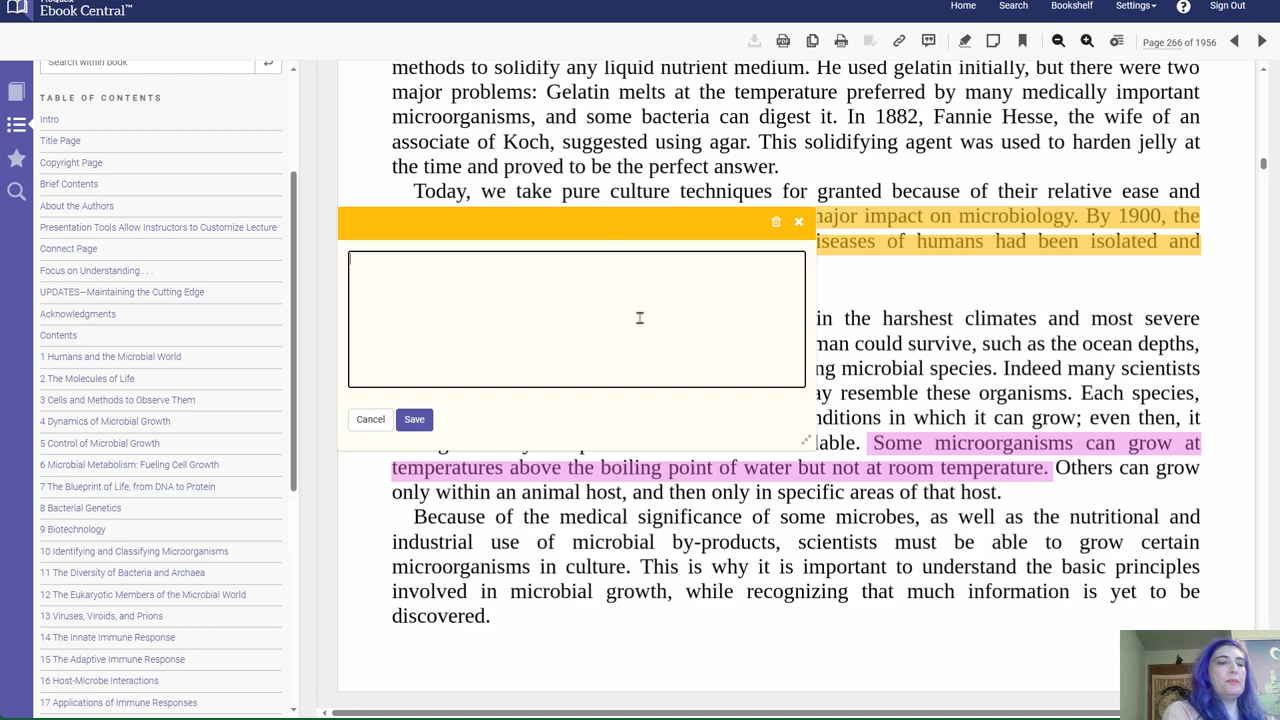 Ebook Central™
Home Search Bookshelf Settings ? Sign Out
Page 266 of 1956
Search within book
TABLE OF CONTENTS
Intro
Title Page
Copyright Page
Brief Contents
About the Authors
Presentation Tools Allow Instructors to Customize Lecture
Connect Page
Focus on Understanding . . .
UPDATES—Maintaining the Cutting Edge
Acknowledgments
Contents
1 Humans and the Microbial World
2 The Molecules of Life
3 Cells and Methods to Observe Them
4 Dynamics of Microbial Growth
5 Control of Microbial Growth
6 Microbial Metabolism: Fueling Cell Growth
7 The Blueprint of Life, from DNA to Protein
8 Bacterial Genetics
9 Biotechnology
10 Identifying and Classifying Microorganisms
11 The Diversity of Bacteria and Archaea
12 The Eukaryotic Members of the Microbial World
13 Viruses, Viroids, and Prions
14 The Innate Immune Response
15 The Adaptive Immune Response
16 Host-Microbe Interactions
17 Applications of Immune Responses
methods to solidify any liquid nutrient medium. He used gelatin initially, but there were two
major problems: Gelatin melts at the temperature preferred by many medically important
microorganisms, and some bacteria can digest it. In 1882, Fannie Hesse, the wife of an
associate of Koch, suggested using agar. This solidifying agent was used to harden jelly at
the time and proved to be the perfect answer.
Today, we take pure culture techniques for granted because of their relative ease and
major impact on microbiology. By 1900, the
of humans had been isolated and
Cancel Save
in the harshest climates and most severe
could survive, such as the ocean depths,
microbial species. Indeed many scientists
resemble these organisms. Each species,
in which it can grow; even then, it
Some microorganisms can grow at
temperatures above the boiling point of water but not at room temperature. Others can grow
only within an animal host, and then only in specific areas of that host.
Because of the medical significance of some microbes, as well as the nutritional and
industrial use of microbial by-products, scientists must be able to grow certain
microorganisms in culture. This is why it is important to understand the basic principles
involved in microbial growth, while recognizing that much information is yet to be
discovered.